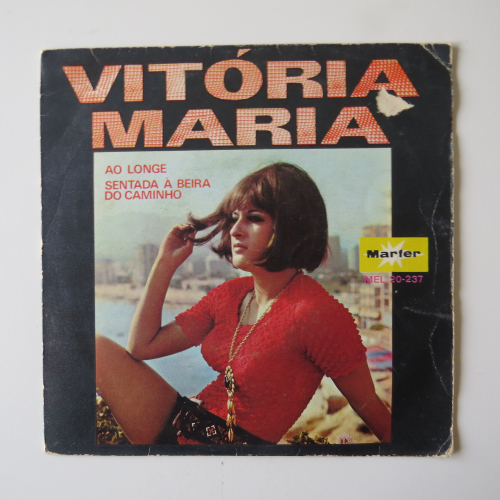 VITÓRIA
MARIA
AO LONGE
SENTADA À BEIRA
DO CAMINHO
Marfer
MEL 20-237